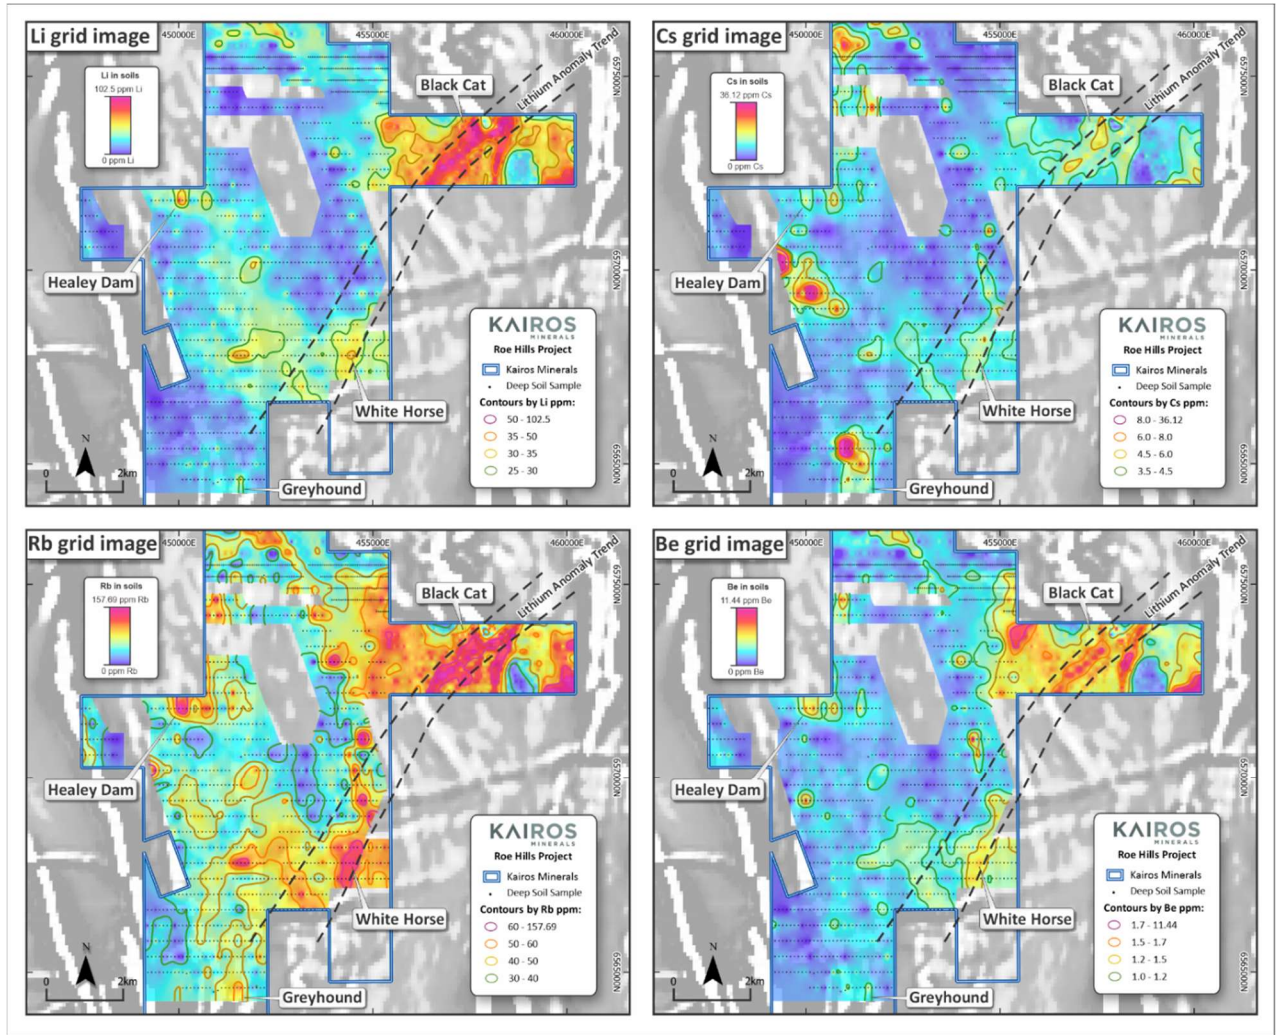 Li grid image
450000E
455000E
460000E
Li in soils
102.5 ppm Li
0 ppm Li
Black Cat
Lithium Anomaly Trend
6575000N
Healey Dam
6570000N
KAIROS
MINERALS
Roe Hills Project
Kairos Minerals
Deep Soil Sample
Contours by Li ppm:
50 - 102.5
35 - 50
30 - 35
25 - 30
White Horse
N
0 2km
Greyhound
6565000N
Cs grid image
450000E
455000E
460000E
Cs in soils
36.12 ppm Cs
0 ppm Cs
Black Cat
Lithium Anomaly Trend
6575000N
Healey Dam
6570000N
KAIROS
MINERALS
Roe Hills Project
Kairos Minerals
Deep Soil Sample
Contours by Cs ppm:
8.0 - 36.12
6.0 - 8.0
4.5 - 6.0
3.5 - 4.5
White Horse
N
0 2km
Greyhound
6565000N
Rb grid image
450000E
455000E
460000E
Rb in soils
157.69 ppm Rb
0 ppm Rb
Black Cat
Lithium Anomaly Trend
6575000N
Healey Dam
6570000N
KAIROS
MINERALS
Roe Hills Project
Kairos Minerals
Deep Soil Sample
Contours by Rb ppm:
60 - 157.69
50 - 60
40 - 50
30 - 40
White Horse
N
0 2km
Greyhound
6565000N
Be grid image
450000E
455000E
460000E
Be in soils
11.44 ppm Be
0 ppm Be
Black Cat
Lithium Anomaly Trend
6575000N
Healey Dam
6570000N
KAIROS
MINERALS
Roe Hills Project
Kairos Minerals
Deep Soil Sample
Contours by Be ppm:
1.7 - 11.44
1.5 - 1.7
1.2 - 1.5
1.0 - 1.2
White Horse
N
0 2km
Greyhound
6565000N